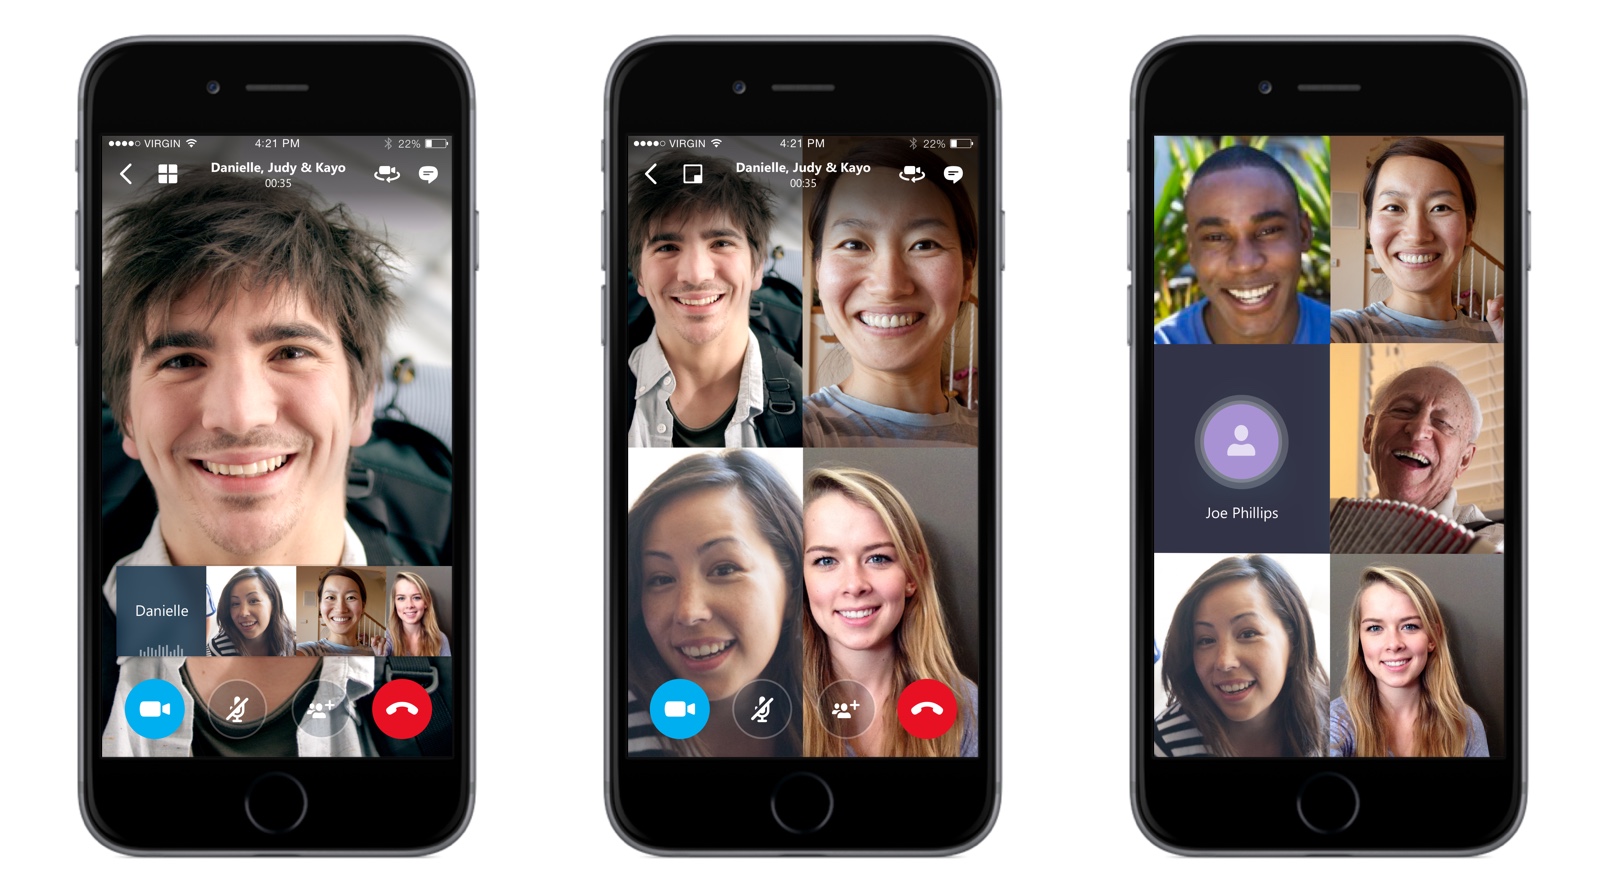 VIRGIN 4:21 PM 22%
Danielle, Judy & Kayo
00:35
Danielle
VIRGIN 4:21 PM 22%
Danielle, Judy & Kayo
00:35
Joe Phillips